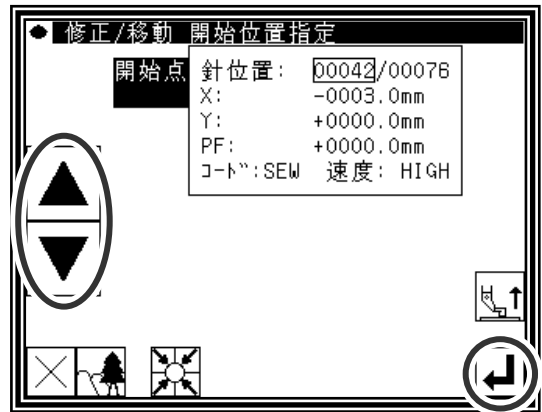 修正/移動 開始位置指定
開始点
針位置: 00042/00076
X: -0003.0mm
Y: +0000.0mm
PF: +0000.0mm
ｺｰﾄﾞ:SEW 速度: HIGH